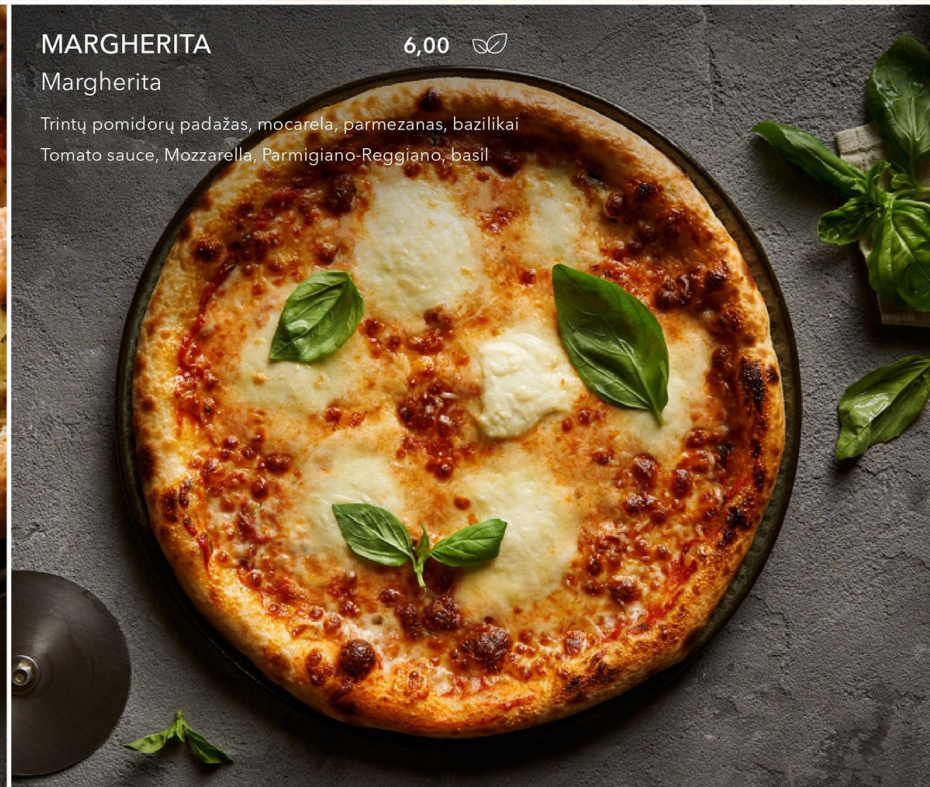 MARGHERITA 6,00
Margherita
Trintų pomidorų padažas, mocarela, parmezanas, bazilikai
Tomato sauce, Mozzarella, Parmigiano-Reggiano, basil